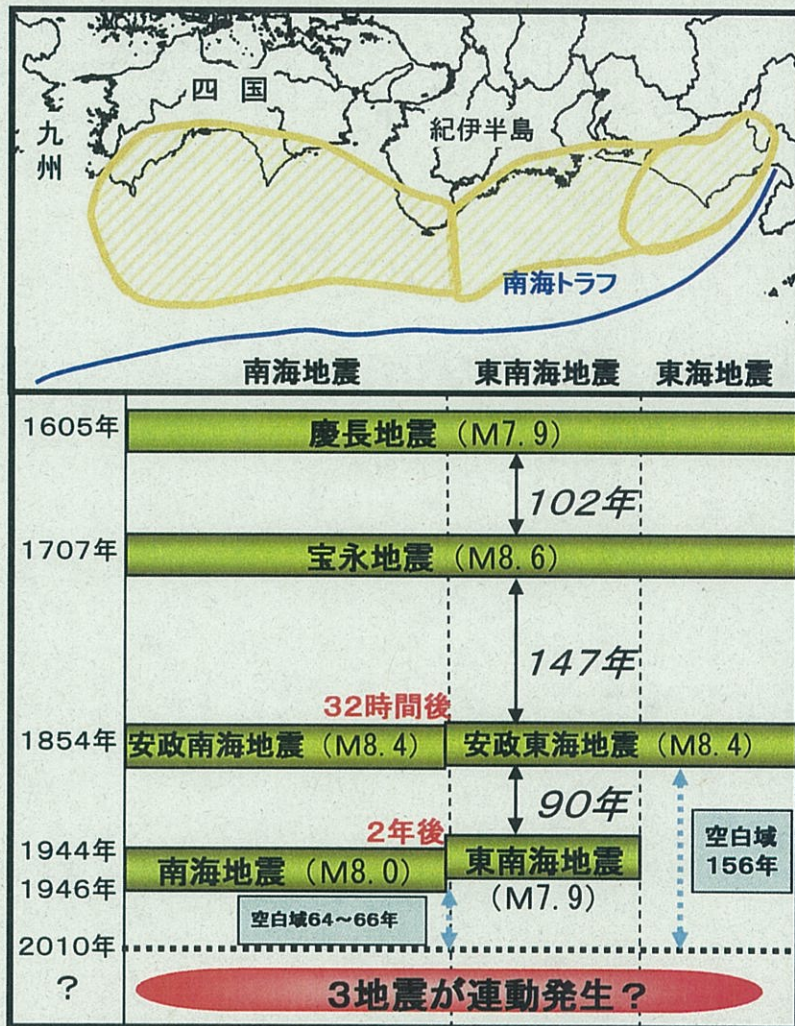 四国
九州
紀伊半島
南海トラフ
南海地震 東南海地震 東海地震
1605年
慶長地震 (M7.9)
102年
1707年
宝永地震 (M8.6)
147年
32時間後
1854年
安政南海地震 (M8.4)
安政東海地震 (M8.4)
90年
空白域
156年
2年後
1944年
東南海地震
(M7.9)
南海地震 (M8.0)
1946年
空白域64～66年
2010年
?
3地震が連動発生？